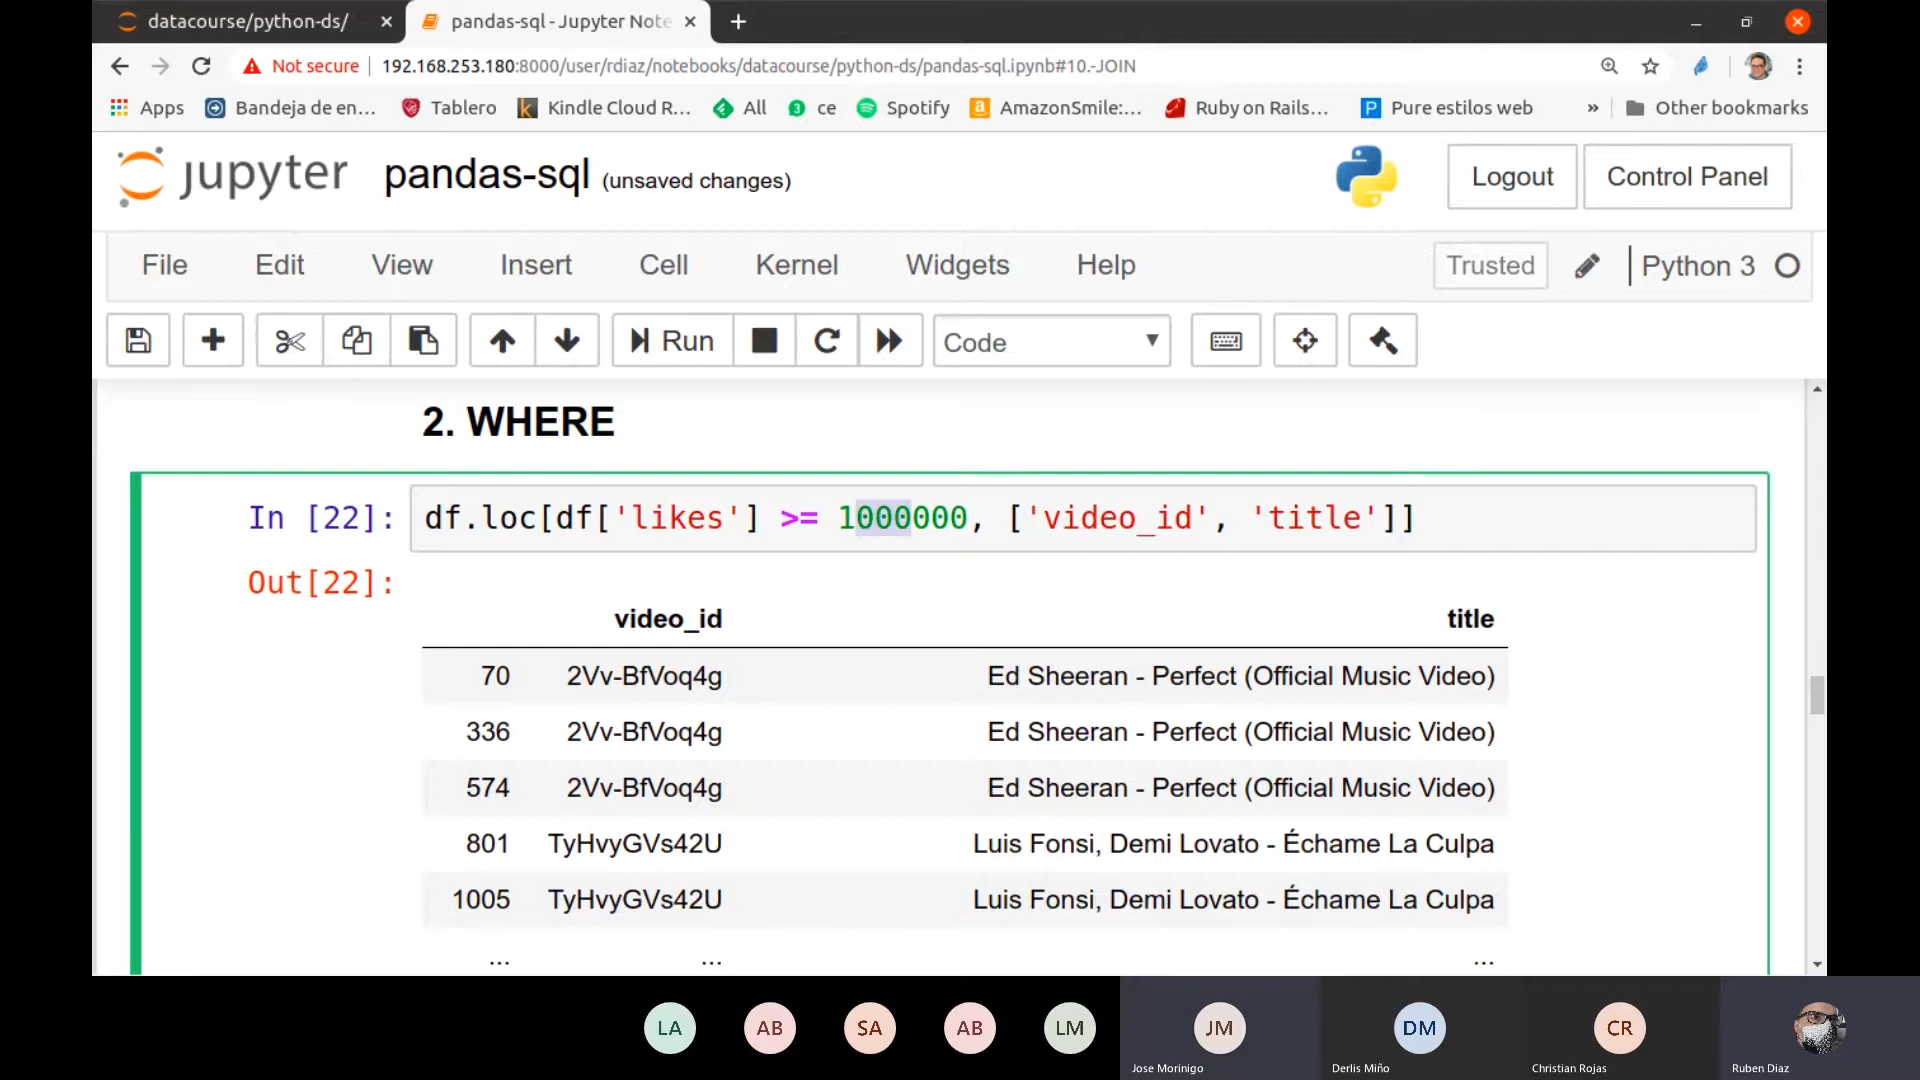 datacourse/python-ds/
pandas-sql - Jupyter Note
Not secure
192.168.253.180:8000/user/rdiaz/notebooks/datacourse/python-ds/pandas-sql.ipynb#10.-JOIN
Apps
Bandeja de en...
Tablero
Kindle Cloud R...
All
3
ce
Spotify
a
AmazonSmile:...
Ruby on Rails...
P
Pure estilos web
»
Other bookmarks
jupyter
pandas-sql (unsaved changes)
Logout
Control Panel
File
Edit
View
Insert
Cell
Kernel
Widgets
Help
Trusted
Python 3
Run
Code
2. WHERE
In [22]:
df.loc[df['likes'] >= 1000000, ['video_id', 'title']]
Out[22]:
video_id title
70 2Vv-BfVoq4g Ed Sheeran - Perfect (Official Music Video)
336 2Vv-BfVoq4g Ed Sheeran - Perfect (Official Music Video)
574 2Vv-BfVoq4g Ed Sheeran - Perfect (Official Music Video)
801 TyHvyGVs42U Luis Fonsi, Demi Lovato - Échame La Culpa
1005 TyHvyGVs42U Luis Fonsi, Demi Lovato - Échame La Culpa
... ... ...
LA
AB
SA
AB
LM
JM
DM
CR
Jose Morinigo
Derlis Miño
Christian Rojas
Ruben Diaz